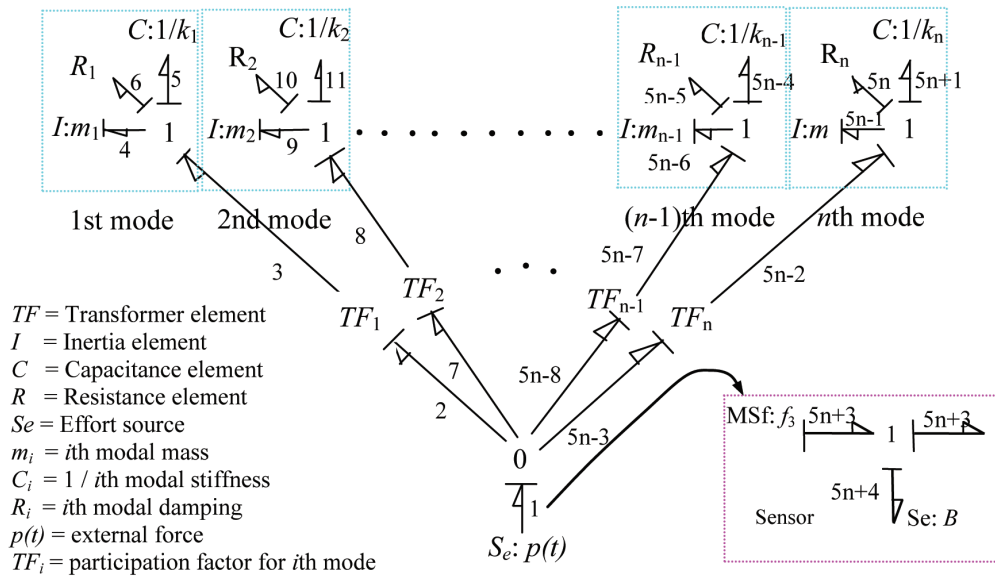 C:1/k1
R1
6
5
I:m1
4
1
1st mode
C:1/k2
R2
10
11
I:m2
9
1
2nd mode
C:1/kn-1
Rn-1
5n-5
5n-4
I:mn-1
1
5n-6
(n-1)th mode
C:1/kn
Rn
5n
5n+1
I:m
5n-1
1
nth mode
3
8
5n-7
5n-2
TF1
TF2
TFn-1
TFn
2
7
5n-8
5n-3
0
1
Se: p(t)
TF = Transformer element
I = Inertia element
C = Capacitance element
R = Resistance element
Se = Effort source
mi = ith modal mass
Ci = 1 / ith modal stiffness
Ri = ith modal damping
p(t) = external force
TFi = participation factor for ith mode
MSf: f3
5n+3
1
5n+3
5n+4
Sensor
Se: B